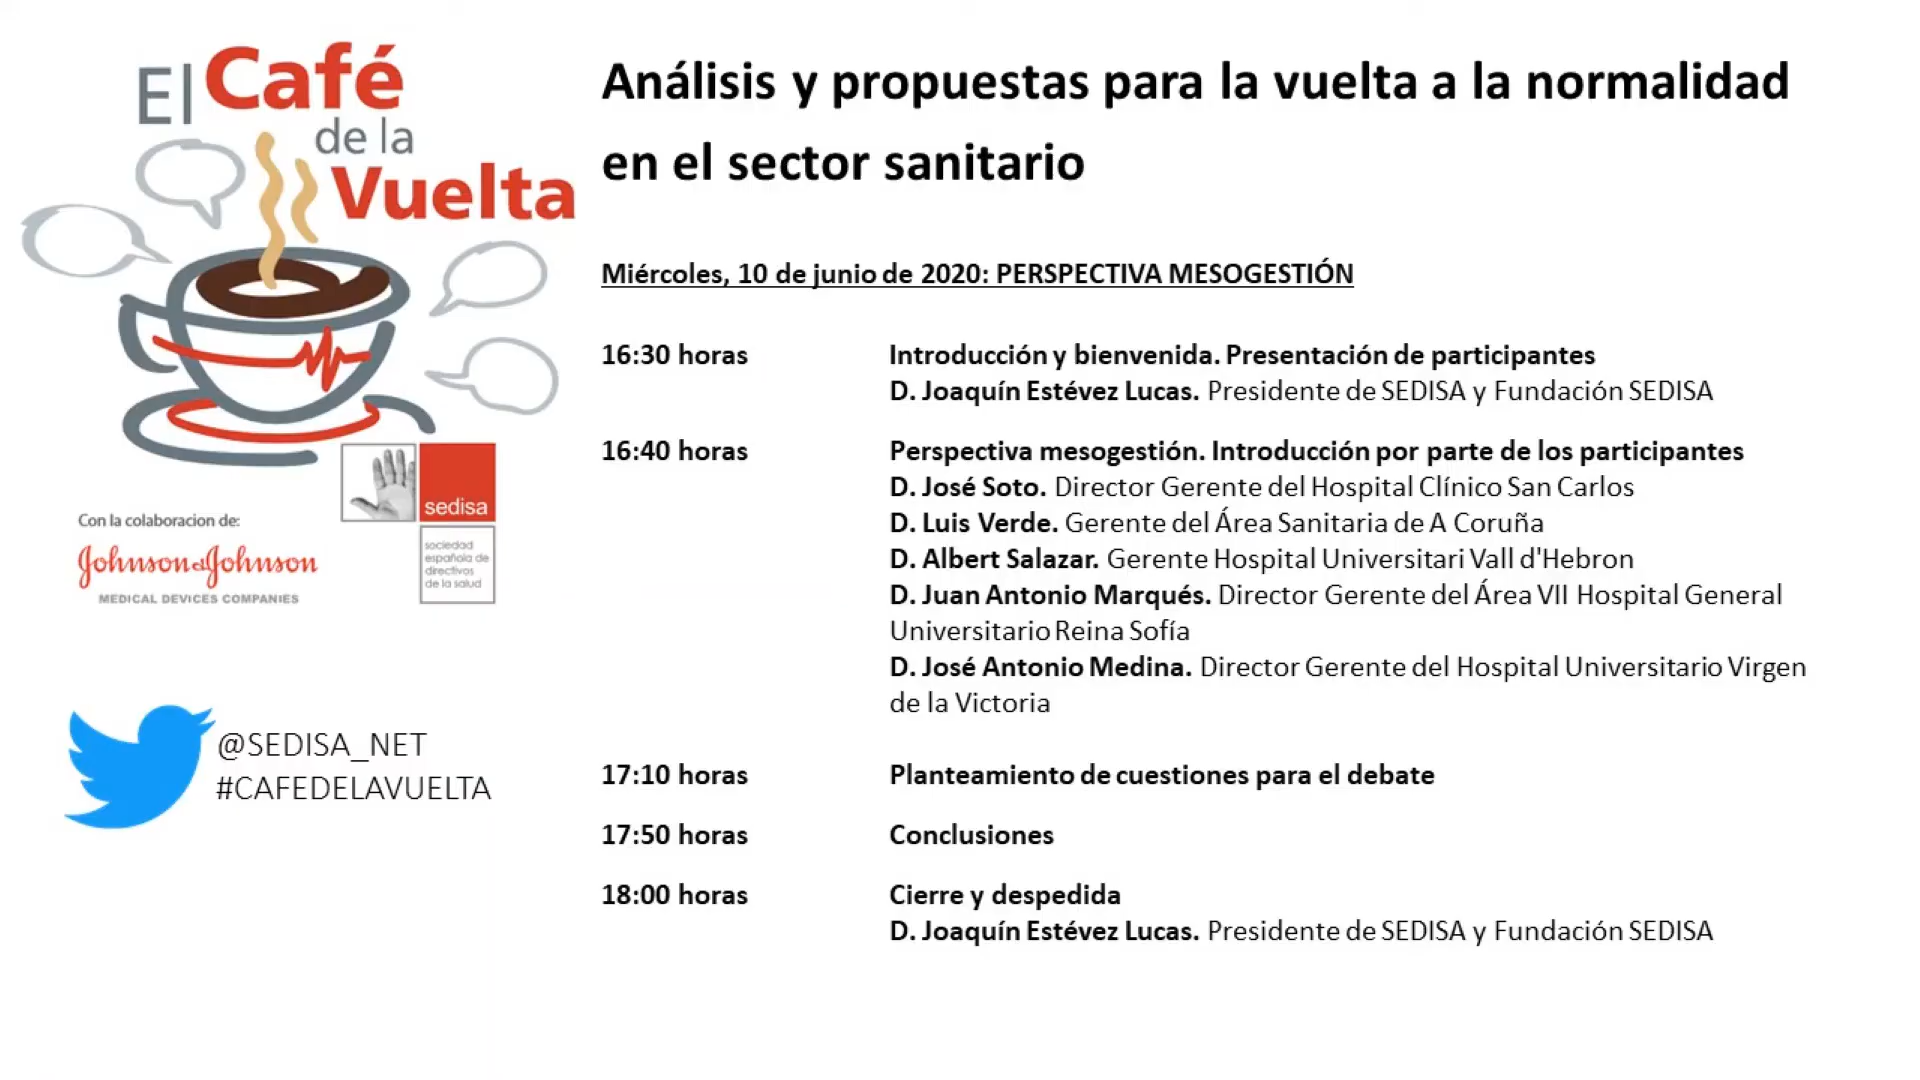 El Café
de la
Vuelta
Con la colaboracion de:
Johnson & Johnson
MEDICAL DEVICES COMPANIES
sedisa
sociedad
española de
directivos
de la salud
@SEDISA_NET
#CAFEDELAVUELTA
Análisis y propuestas para la vuelta a la normalidad
en el sector sanitario
Miércoles, 10 de junio de 2020: PERSPECTIVA MESOGESTIÓN
16:30 horas Introducción y bienvenida. Presentación de participantes
D. Joaquín Estévez Lucas. Presidente de SEDISA y Fundación SEDISA
16:40 horas Perspectiva mesogestión. Introducción por parte de los participantes
D. José Soto. Director Gerente del Hospital Clínico San Carlos
D. Luis Verde. Gerente del Área Sanitaria de A Coruña
D. Albert Salazar. Gerente Hospital Universitari Vall d'Hebron
D. Juan Antonio Marqués. Director Gerente del Área VII Hospital General
Universitario Reina Sofía
D. José Antonio Medina. Director Gerente del Hospital Universitario Virgen
de la Victoria
17:10 horas Planteamiento de cuestiones para el debate
17:50 horas Conclusiones
18:00 horas Cierre y despedida
D. Joaquín Estévez Lucas. Presidente de SEDISA y Fundación SEDISA